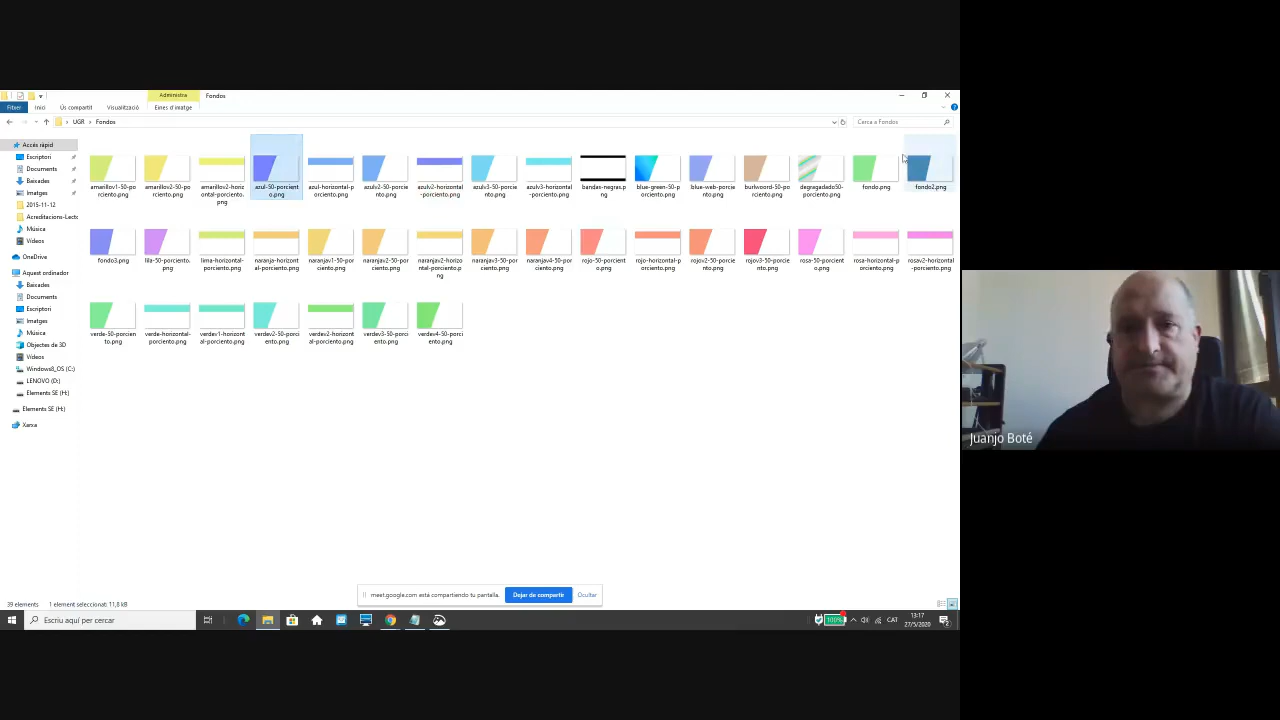 Administra
Fondos
Fitxer
Inici
Ús compartit
Visualització
Eines d'imatge
UGR
Fondos
Cerca a Fondos
Accés ràpid
Escriptori
Documents
Baixades
Imatges
2015-11-12
Acreditacions-Lecto
Música
Vídeos
OneDrive
Aquest ordinador
Baixades
Documents
Escriptori
Imatges
Música
Objectes de 3D
Vídeos
Windows8_OS (C:)
LENOVO (D:)
Elements SE (H:)
Elements SE (H:)
Xarxa
amarillov1-50-porciento.png
amarillov2-50-porciento.png
amarillov2-horizontal-porciento.png
azul-50-porciento.png
azul-horizontal-porciento.png
azulv2-50-porciento.png
azulv2-horizontal-porciento.png
azulv3-50-porciento.png
azulv3-horizontal-porciento.png
bandas-negras.png
blue-green-50-porciento.png
blue-web-porciento.png
burlwoord-50-porciento.png
degragadado50-porciento.png
fondo.png
fondo2.png
fondo3.png
lila-50-porciento.png
lima-horizontal-porciento.png
naranja-horizontal-porciento.png
naranjav1-50-porciento.png
naranjav2-50-porciento.png
naranjav2-horizontal-porciento.png
naranjav3-50-porciento.png
naranjav4-50-porciento.png
rojo-50-porciento.png
rojo-horizontal-porciento.png
rojov2-50-porciento.png
rojov3-50-porciento.png
rosa-50-porciento.png
rosa-horizontal-porciento.png
rosav2-horizontal-porciento.png
verde-50-porciento.png
verde-horizontal-porciento.png
verdev1-horizontal-porciento.png
verdev2-50-porciento.png
verdev2-horizontal-porciento.png
verdev3-50-porciento.png
verdev4-50-porciento.png
Juanjo Boté
meet.google.com está compartiendo tu pantalla.
Dejar de compartir
Ocultar
39 elements
1 element seleccionat: 11,8 kB
Escriu aquí per cercar
100%
CAT
13:17
27/5/2020